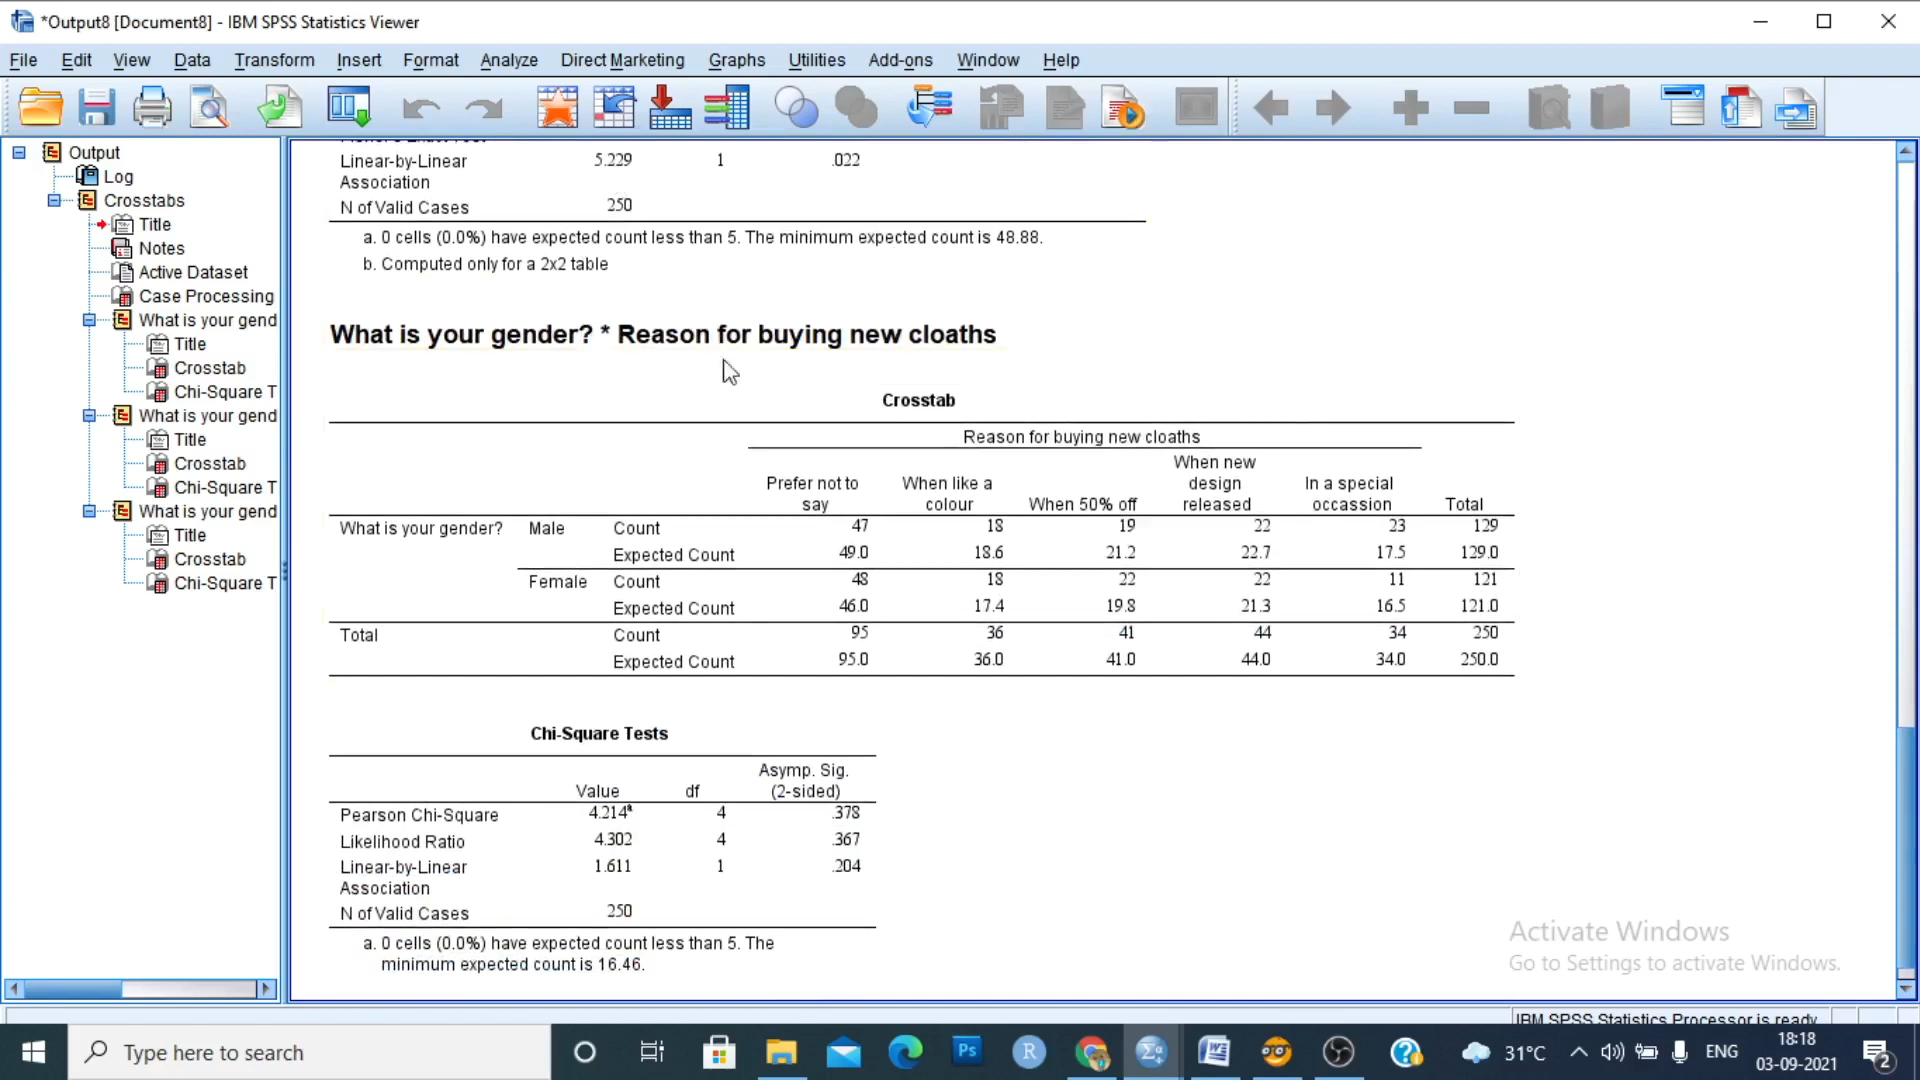 *Output8 [Document8] - IBM SPSS Statistics Viewer
File Edit View Data Transform Insert Format Analyze Direct Marketing Graphs Utilities Add-ons Window Help
Output
Log
Crosstabs
Title
Notes
Active Dataset
Case Processing
What is your gend
Title
Crosstab
Chi-Square T
What is your gend
Title
Crosstab
Chi-Square T
What is your gend
Title
Crosstab
Chi-Square T
Linear-by-Linear 5.229 1 .022
Association
N of Valid Cases 250
a. 0 cells (0.0%) have expected count less than 5. The minimum expected count is 48.88.
b. Computed only for a 2x2 table
What is your gender? * Reason for buying new cloaths
Crosstab
Reason for buying new cloaths
When new
Prefer not to When like a design In a special
say colour When 50% off released occassion Total
What is your gender? Male Count 47 18 19 22 23 129
Expected Count 49.0 18.6 21.2 22.7 17.5 129.0
Female Count 48 18 22 22 11 121
Expected Count 46.0 17.4 19.8 21.3 16.5 121.0
Total Count 95 36 41 44 34 250
Expected Count 95.0 36.0 41.0 44.0 34.0 250.0
Chi-Square Tests
Asymp. Sig.
Value df (2-sided)
Pearson Chi-Square 4.214a 4 .378
Likelihood Ratio 4.302 4 .367
Linear-by-Linear 1.611 1 .204
Association
N of Valid Cases 250
a. 0 cells (0.0%) have expected count less than 5. The
minimum expected count is 16.46.
Activate Windows
Go to Settings to activate Windows.
IBM SPSS Statistics Processor is ready
Type here to search
Ps
R
W
31°C
ENG
18:18
03-09-2021
2